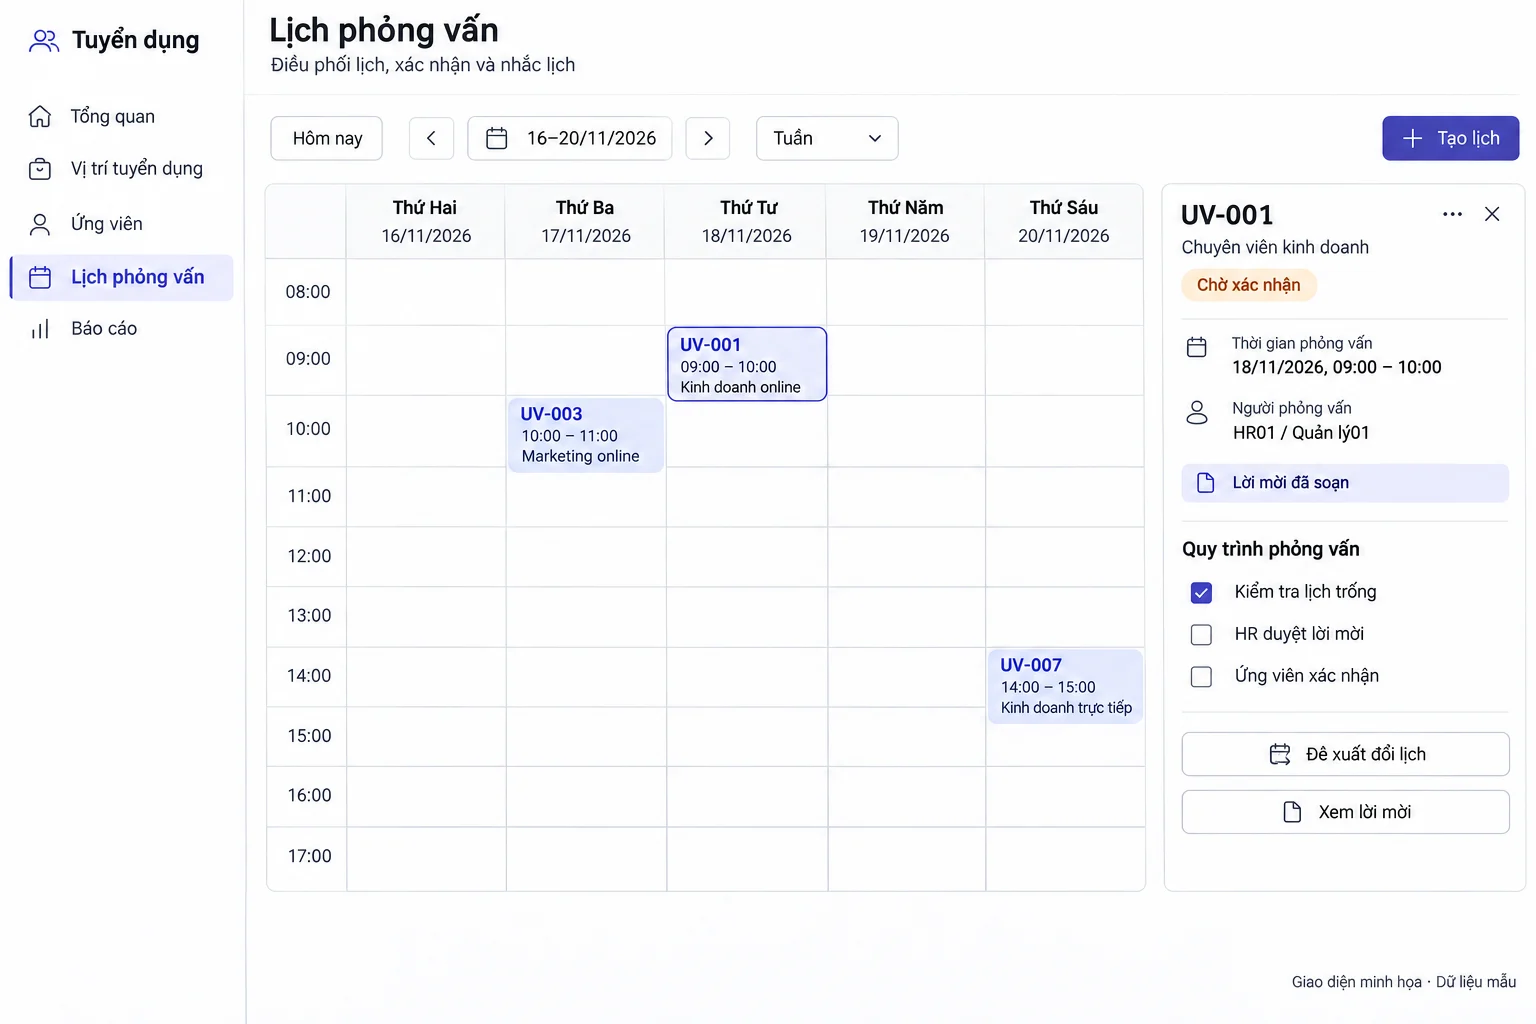 Tuyển dụng
Tổng quan
Vị trí tuyển dụng
Ứng viên
Lịch phỏng vấn
Báo cáo
Lịch phỏng vấn
Điều phối lịch, xác nhận và nhắc lịch
Hôm nay
16–20/11/2026
Tuần
+ Tạo lịch
Thứ Hai
16/11/2026
Thứ Ba
17/11/2026
Thứ Tư
18/11/2026
Thứ Năm
19/11/2026
Thứ Sáu
20/11/2026
08:00
09:00
UV-001
09:00 – 10:00
Kinh doanh online
10:00
UV-003
10:00 – 11:00
Marketing online
11:00
12:00
13:00
14:00
UV-007
14:00 – 15:00
Kinh doanh trực tiếp
15:00
16:00
17:00
UV-001
Chuyên viên kinh doanh
Chờ xác nhận
Thời gian phỏng vấn
18/11/2026, 09:00 – 10:00
Người phỏng vấn
HR01 / Quản lý01
Lời mời đã soạn
Quy trình phỏng vấn
Kiểm tra lịch trống
HR duyệt lời mời
Ứng viên xác nhận
Đê xuất đổi lịch
Xem lời mời
Giao diện minh họa · Dữ liệu mẫu